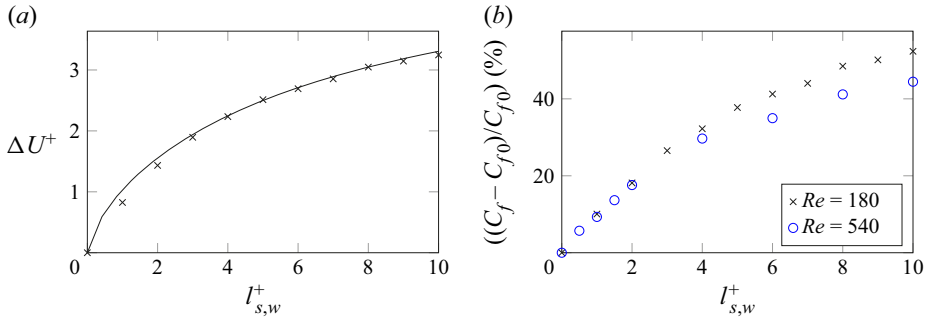 (a)
3
2
1
0
2
4
6
8
10
ΔU⁺
l⁺s,w
(b)
40
20
0
2
4
6
8
10
((Cf – Cf0)/Cf0) (%)
l⁺s,w
Re = 180
Re = 540